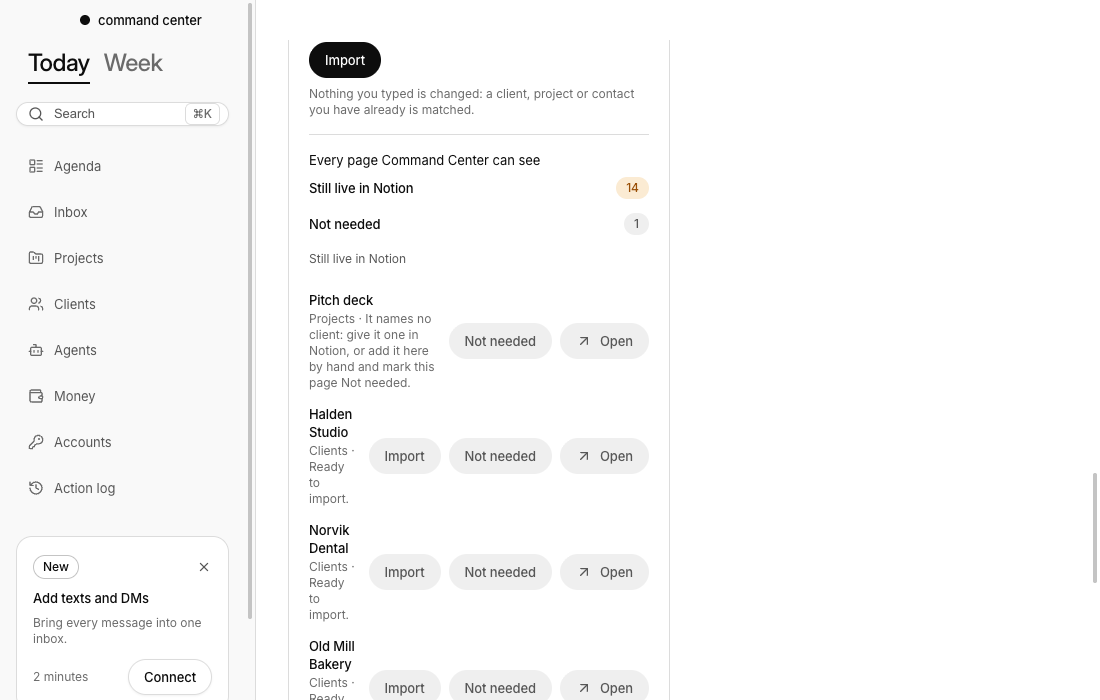 command center
Today Week
Search ⌘K
Agenda
Inbox
Projects
Clients
Agents
Money
Accounts
Action log
New
Add texts and DMs
Bring every message into one
inbox.
2 minutes Connect
Import
Nothing you typed is changed: a client, project or contact
you have already is matched.
Every page Command Center can see
Still live in Notion 14
Not needed 1
Still live in Notion
Pitch deck
Projects · It names no
client: give it one in
Notion, or add it here
by hand and mark this
page Not needed.
Not needed Open
Halden
Studio
Clients ·
Ready
to
import.
Import Not needed Open
Norvik
Dental
Clients ·
Ready
to
import.
Import Not needed Open
Old Mill
Bakery
Clients ·
Ready
Import Not needed Open